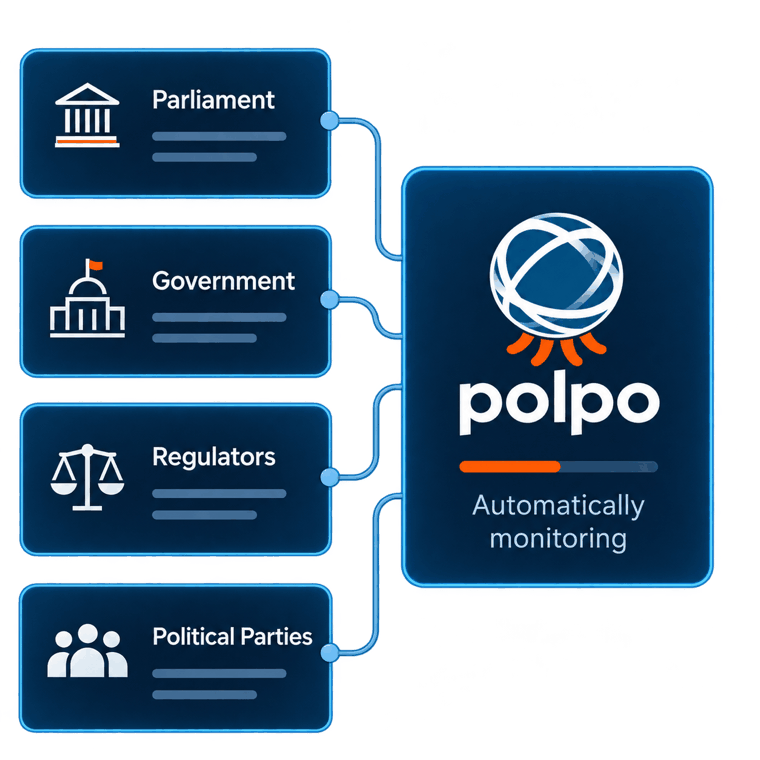 Parliament
Government
Regulators
Political Parties
polpo
Automatically
monitoring